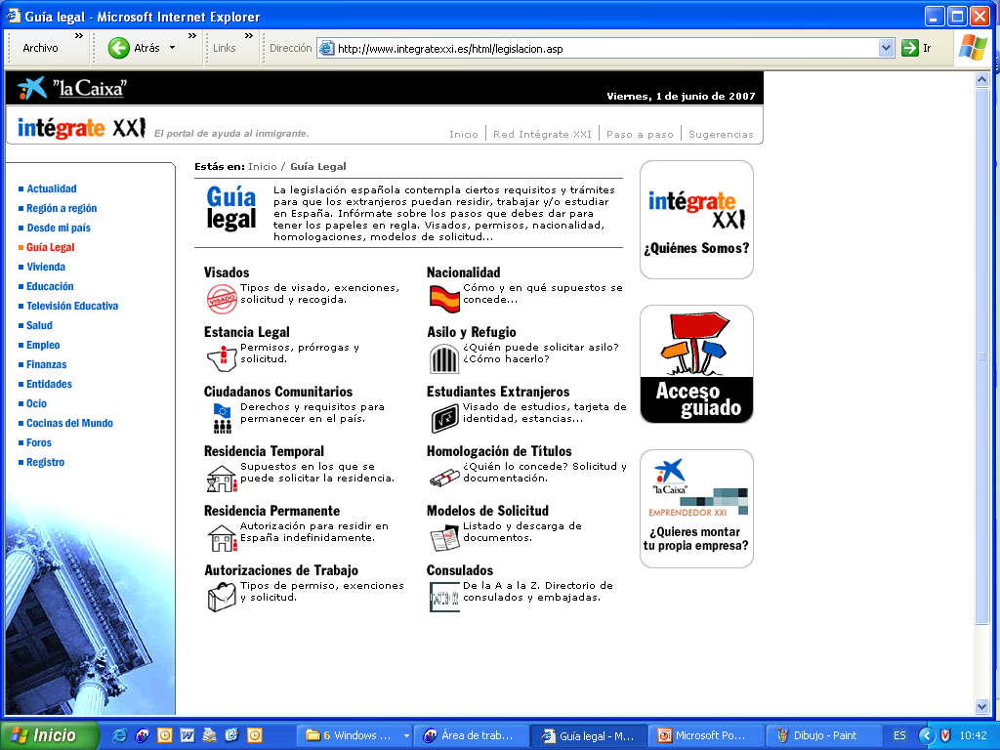 Guía legal - Microsoft Internet Explorer
Archivo
Atrás
Links
Dirección
http://www.integratexxi.es/html/legislacion.asp
Ir
"la Caixa"
Viernes, 1 de junio de 2007
intégrate XXI
El portal de ayuda al inmigrante.
Inicio
Red Intégrate XXI
Paso a paso
Sugerencias
Actualidad
Región a región
Desde mi país
Guía Legal
Vivienda
Educación
Televisión Educativa
Salud
Empleo
Finanzas
Entidades
Ocio
Cocinas del Mundo
Foros
Registro
Estás en: Inicio / Guía Legal
Guía
legal
La legislación española contempla ciertos requisitos y trámites
para que los extranjeros puedan residir, trabajar y/o estudiar
en España. Infórmate sobre los pasos que debes dar para
tener los papeles en regla. Visados, permisos, nacionalidad,
homologaciones, modelos de solicitud...
Visados
VISADO
Tipos de visado, exenciones,
solicitud y recogida.
Nacionalidad
Cómo y en qué supuestos se
concede...
Estancia Legal
Permisos, prórrogas y
solicitud.
Asilo y Refugio
¿Quién puede solicitar asilo?
¿Cómo hacerlo?
Ciudadanos Comunitarios
Derechos y requisitos para
permanecer en el país.
Estudiantes Extranjeros
Visado de estudios, tarjeta de
identidad, estancias...
Residencia Temporal
Supuestos en los que se
puede solicitar la residencia.
Homologación de Títulos
¿Quién lo concede? Solicitud y
documentación.
Residencia Permanente
Autorización para residir en
España indefinidamente.
Modelos de Solicitud
Listado y descarga de
documentos.
Autorizaciones de Trabajo
Tipos de permiso, exenciones
y solicitud.
Consulados
De la A a la Z. Directorio de
consulados y embajadas.
intégrate
XXI
¿Quiénes Somos?
Acceso
guiado
"la Caixa"
EMPRENDEDOR XXI
¿Quieres montar
tu propia empresa?
Inicio
6 Windows ...
Área de trab...
Guía legal - M...
Microsoft Po...
Dibujo - Paint
ES
10:42